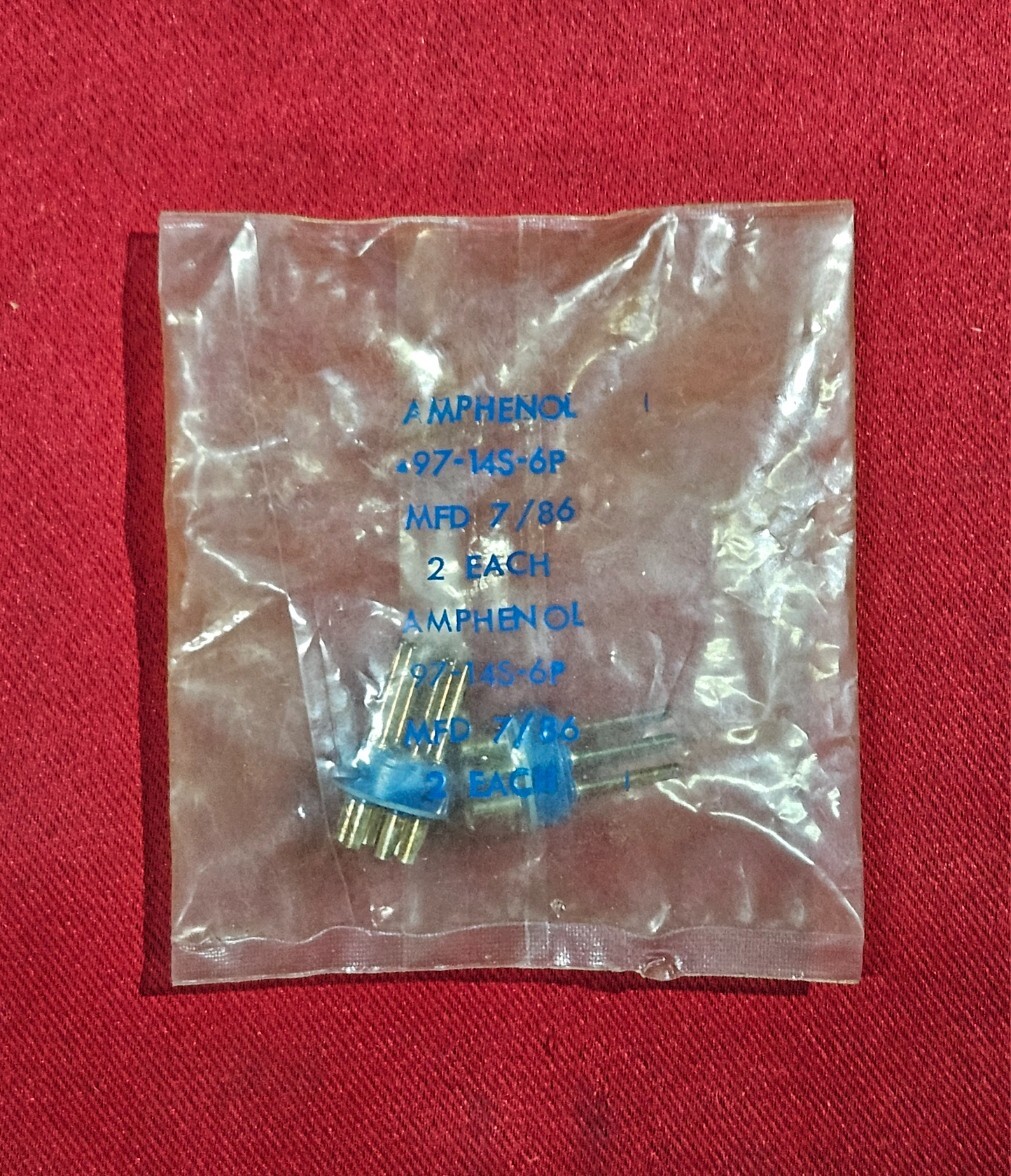 AMPHENOL
97-14S-6P
MFD 7/86
2 EACH
AMPHENOL
97-14S-6P
MFD 7/86
2 EACH